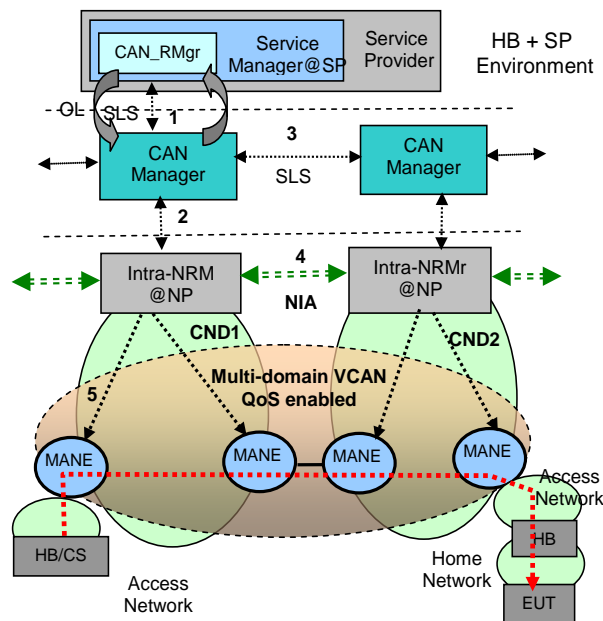 CAN_RMgr
Service
Manager@SP
Service
Provider
HB + SP
Environment
OL
SLS
1
3
CAN
Manager
SLS
CAN
Manager
2
4
Intra-NRM
@NP
NIA
Intra-NRMr
@NP
CND1
CND2
5
Multi-domain VCAN
QoS enabled
MANE
MANE
MANE
MANE
Access
Network
HB/CS
HB
Access
Network
Home
Network
EUT